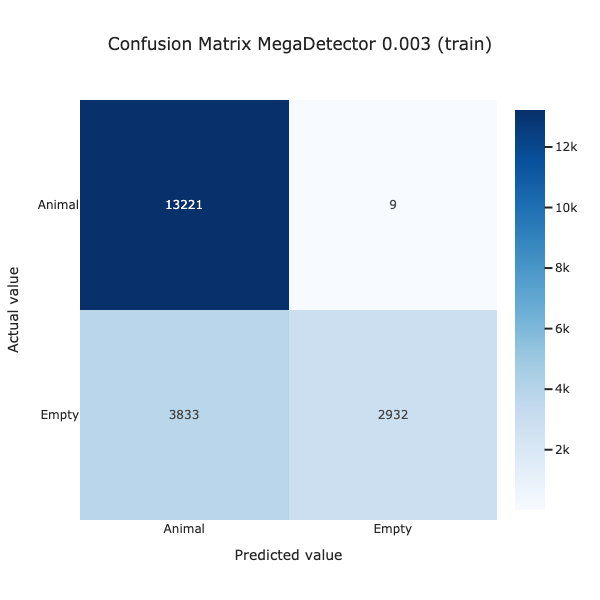 Confusion Matrix MegaDetector 0.003 (train)
Actual value
Animal
13221
9
Empty
3833
2932
Animal
Empty
Predicted value
12k
10k
8k
6k
4k
2k